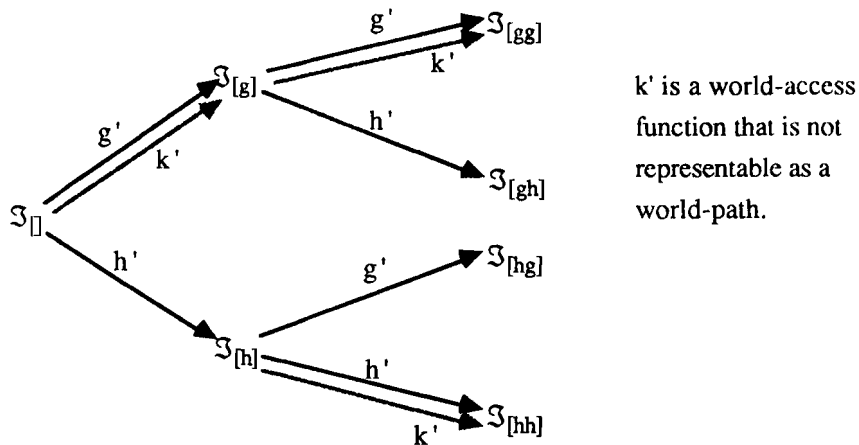 g'
ℑ[gg]
k'
ℑ[g]
h'
g'
k'
ℑ[gh]
ℑ[]
h'
g'
ℑ[hg]
ℑ[h]
h'
k'
ℑ[hh]
k' is a world-access
function that is not
representable as a
world-path.